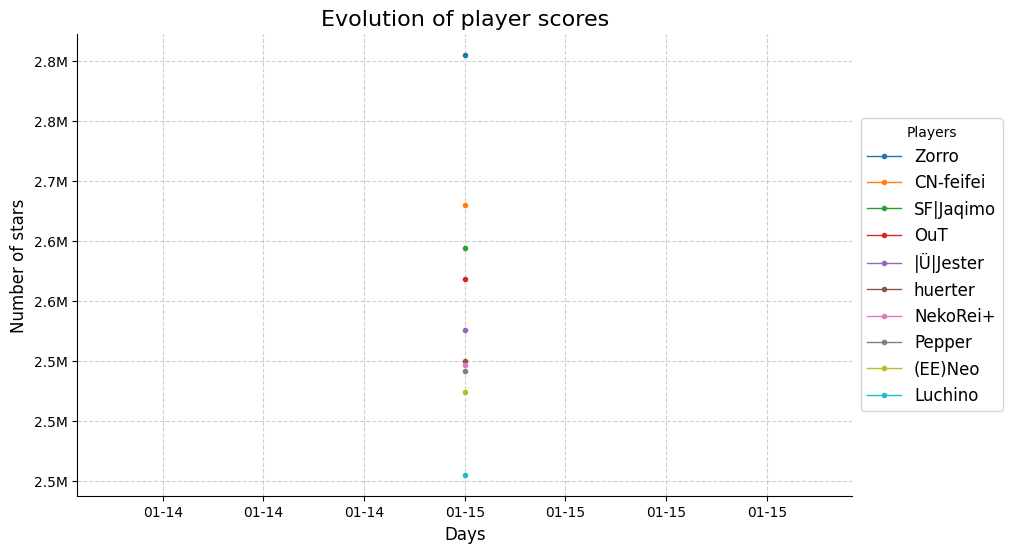 Evolution of player scores
Number of stars
2.8M
2.8M
2.7M
2.6M
2.6M
2.5M
2.5M
2.5M
01-14
01-14
01-14
01-15
01-15
01-15
01-15
Days
Players
Zorro
CN-feifei
SF|Jaqimo
OuT
|Ü|Jester
huerter
NekoRei+
Pepper
(EE)Neo
Luchino